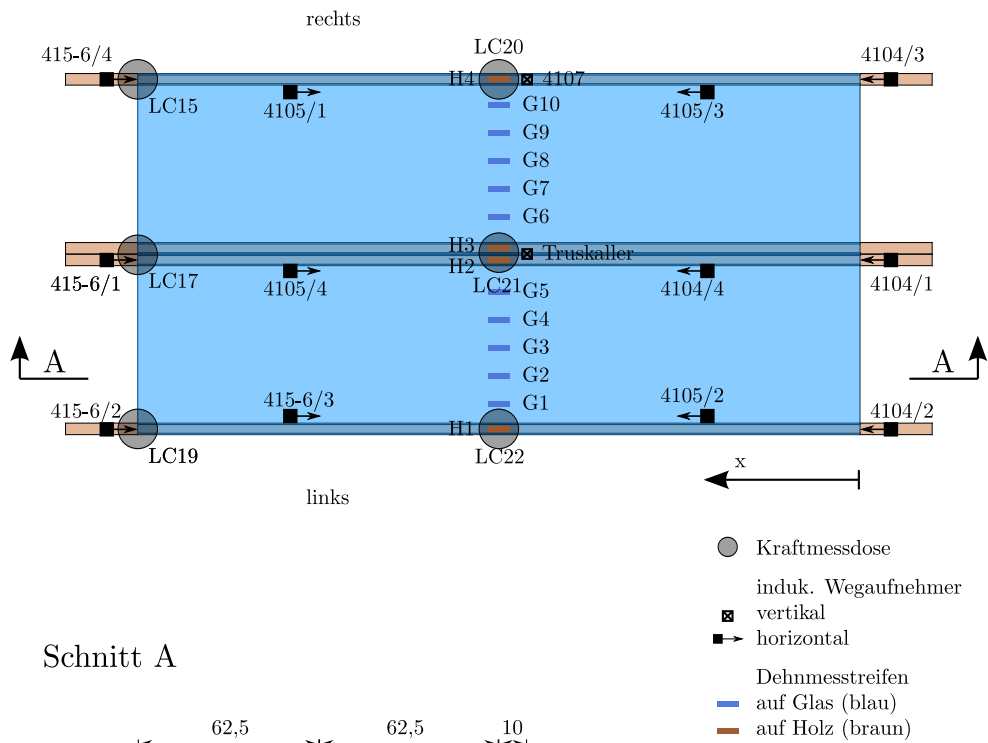 rechts
415-6/4
LC20
4104/3
H4
4107
LC15
4105/1
G10
4105/3
G9
G8
G7
G6
H3
Truskaller
H2
415-6/1
LC17
4105/4
LC21
4104/4
4104/1
G5
G4
G3
A
A
G2
415-6/3
4105/2
G1
415-6/2
4104/2
H1
LC19
LC22
x
links
Kraftmessdose
induk. Wegaufnehmer
vertikal
horizontal
Schnitt A
Dehnmesstreifen
auf Glas (blau)
auf Holz (braun)
62,5
62,5
10